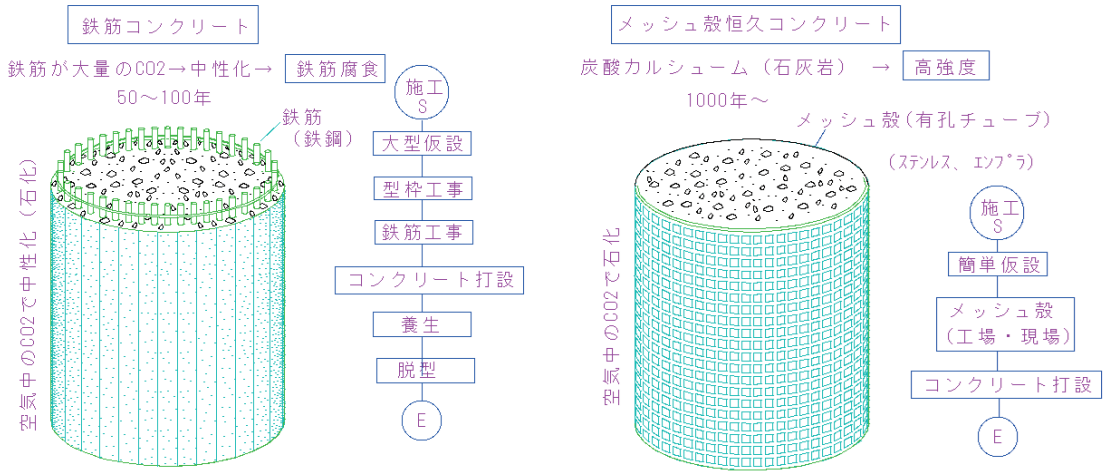 鉄筋コンクリート
鉄筋が大量のCO2→中性化→ 鉄筋腐食
50～100年
鉄筋
(鉄鋼)
空気中のCO2で中性化(石化)
施工
S
大型仮設
型枠工事
鉄筋工事
コンクリート打設
養生
脱型
E
メッシュ殻恒久コンクリート
炭酸カルシューム(石灰岩) → 高強度
1000年～
メッシュ殻(有孔チューブ)
(ステンレス、エンプラ)
空気中のCO2で石化
施工
S
簡単仮設
メッシュ殻
(工場・現場)
コンクリート打設
E